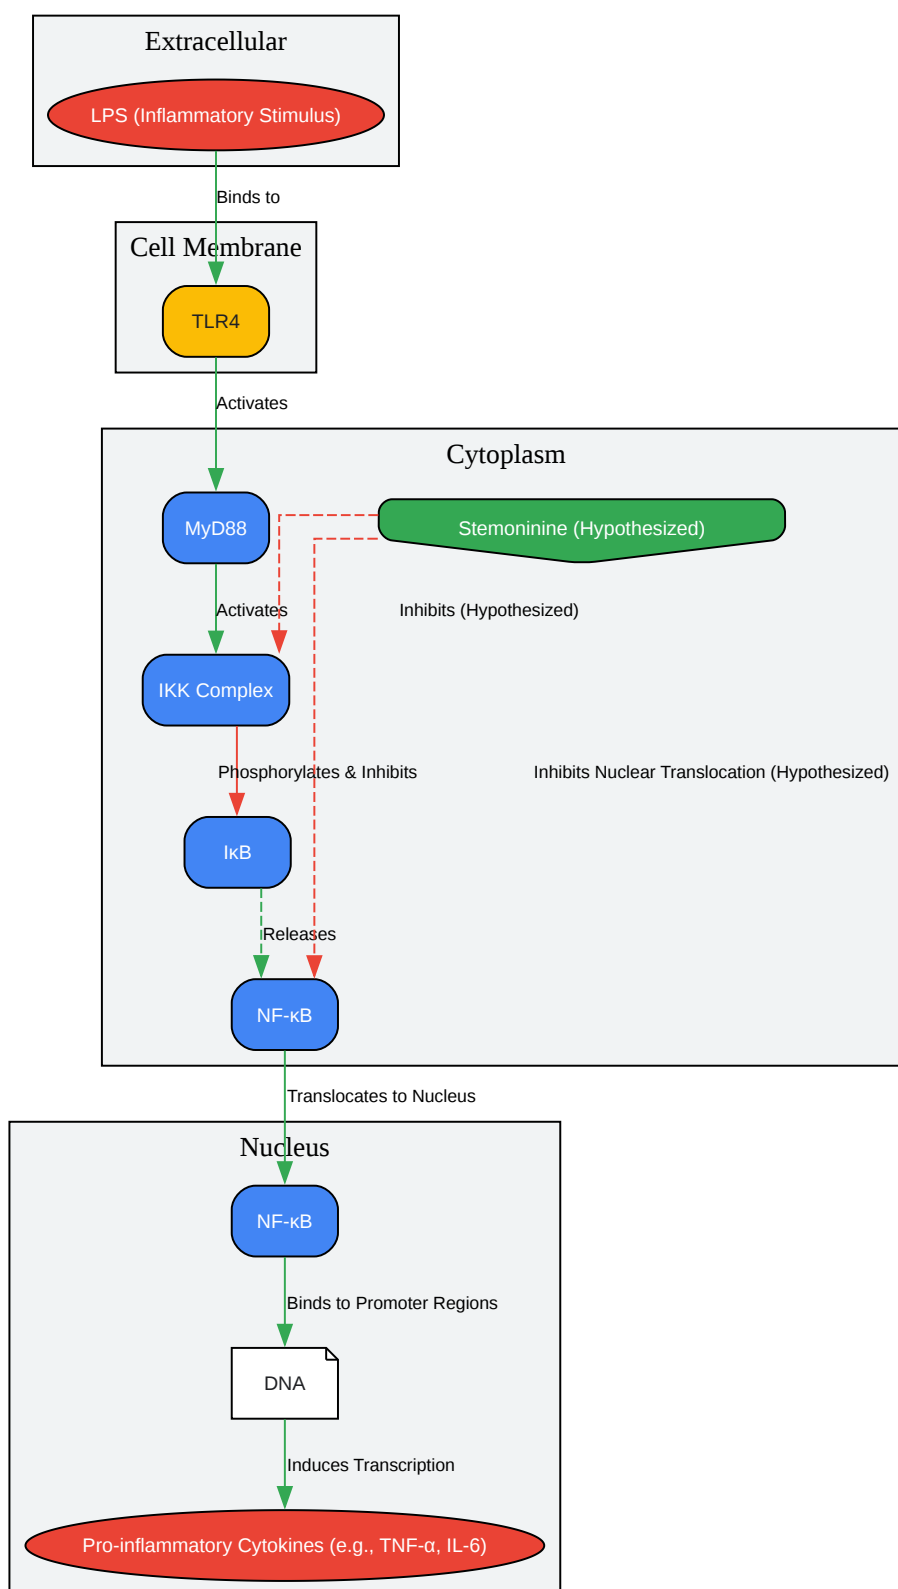 Extracellular
LPS (Inflammatory Stimulus)
Binds to
Cell Membrane
TLR4
Activates
Cytoplasm
MyD88
Stemoninine (Hypothesized)
Activates
Inhibits (Hypothesized)
IKK Complex
Phosphorylates & Inhibits
Inhibits Nuclear Translocation (Hypothesized)
IκB
Releases
NF-κB
Translocates to Nucleus
Nucleus
NF-κB
Binds to Promoter Regions
DNA
Induces Transcription
Pro-inflammatory Cytokines (e.g., TNF-α, IL-6)